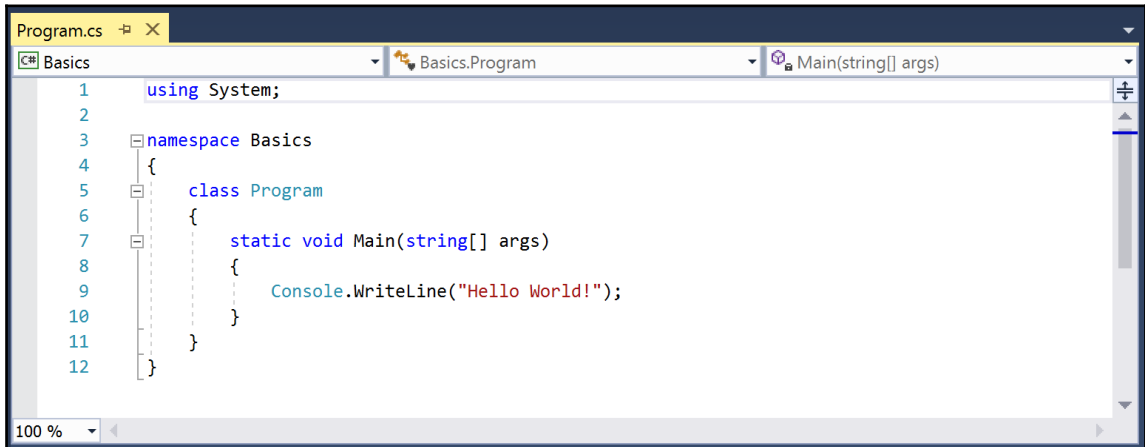 Program.cs
C# Basics Basics.Program Main(string[] args)
1 using System;
2
3 namespace Basics
4 {
5 class Program
6 {
7 static void Main(string[] args)
8 {
9 Console.WriteLine("Hello World!");
10 }
11 }
12 }
100 %